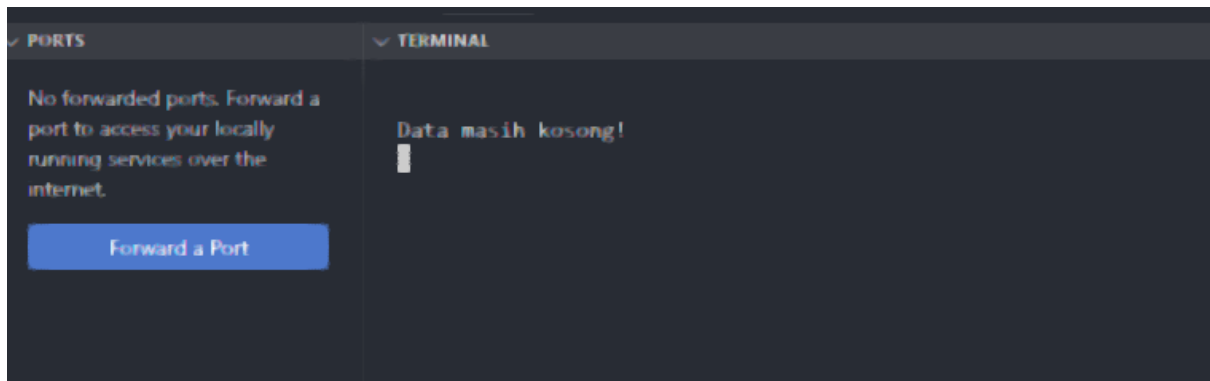 PORTS
No forwarded ports. Forward a
port to access your locally
running services over the
internet.
Forward a Port
TERMINAL
Data masih kosong!